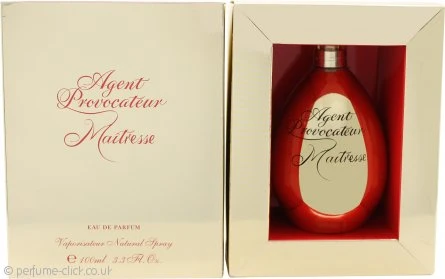 Agent
Provocateur
Maitresse
EAU DE PARFUM
Vaporisateur Natural Spray
e 100ml 3.3 Fl. Oz.
Agent
Provocateur
Maitresse
© perfume-click.co.uk